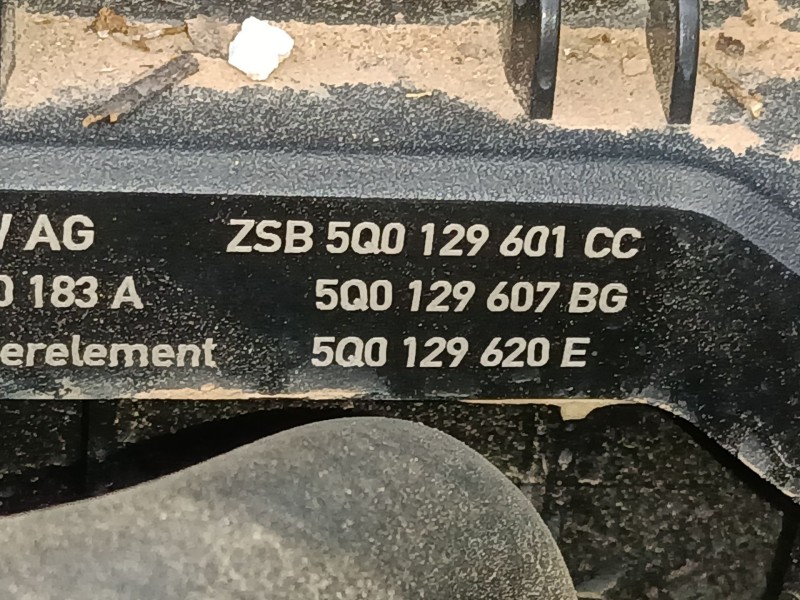 AG ZSB 5Q0 129 601 CC
183 A 5Q0 129 607 BG
erelement 5Q0 129 620 E